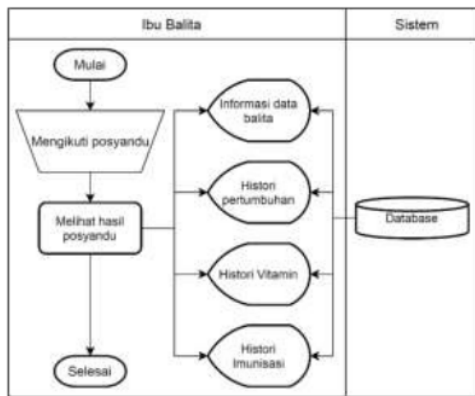 Ibu Balita
Sistem
Mulai
Mengikuti posyandu
Melihat hasil
posyandu
Selesai
Informasi data
balita
Histori
pertumbuhan
Histori Vitamin
Histori
Imunisasi
Database